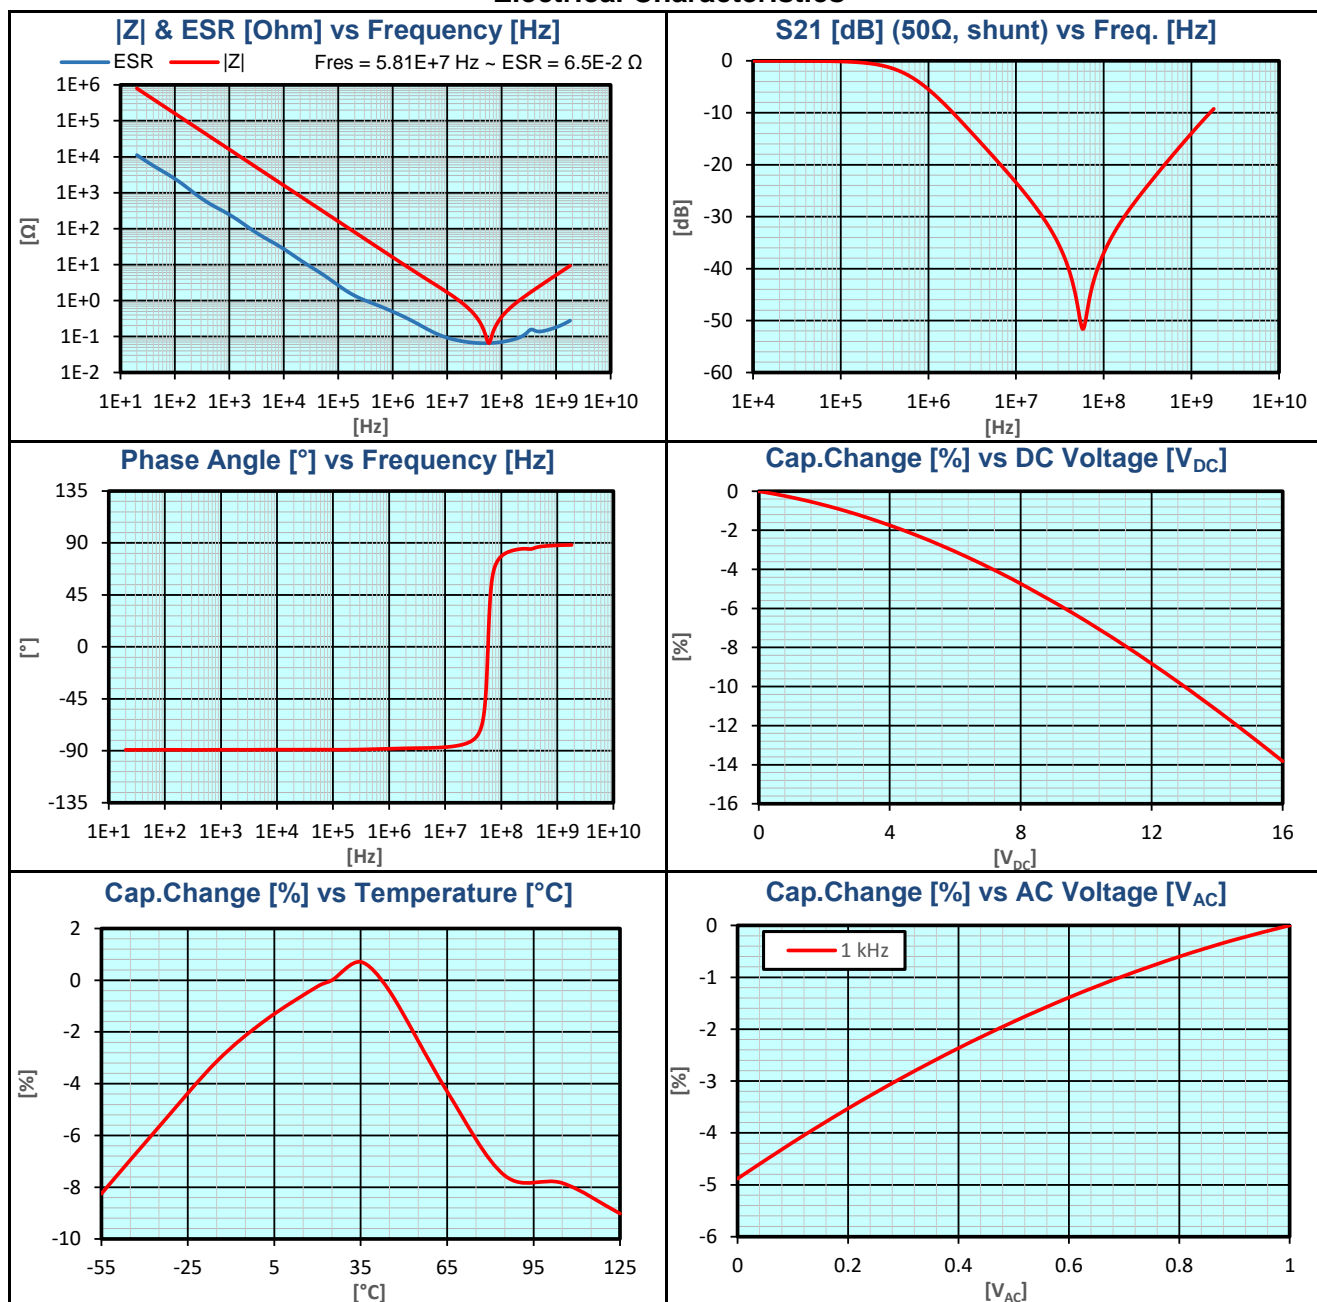 |Z| & ESR [Ohm] vs Frequency [Hz]
ESR |Z| Fres = 5.81E+7 Hz ~ ESR = 6.5E-2 Ω
1E+6
1E+5
1E+4
1E+3
1E+2
1E+1
1E+0
1E-1
1E-2
[Ω]
1E+1 1E+2 1E+3 1E+4 1E+5 1E+6 1E+7 1E+8 1E+9 1E+10
[Hz]
S21 [dB] (50Ω, shunt) vs Freq. [Hz]
0
-10
-20
-30
-40
-50
-60
[dB]
1E+4 1E+5 1E+6 1E+7 1E+8 1E+9 1E+10
[Hz]
Phase Angle [°] vs Frequency [Hz]
135
90
45
0
-45
-90
-135
[°]
1E+1 1E+2 1E+3 1E+4 1E+5 1E+6 1E+7 1E+8 1E+9 1E+10
[Hz]
Cap.Change [%] vs DC Voltage [VDC]
0
-2
-4
-6
-8
-10
-12
-14
-16
[%]
0 4 8 12 16
[VDC]
Cap.Change [%] vs Temperature [°C]
2
0
-2
-4
-6
-8
-10
[%]
-55 -25 5 35 65 95 125
[°C]
Cap.Change [%] vs AC Voltage [VAC]
1 kHz
0
-1
-2
-3
-4
-5
-6
[%]
0 0.2 0.4 0.6 0.8 1
[VAC]